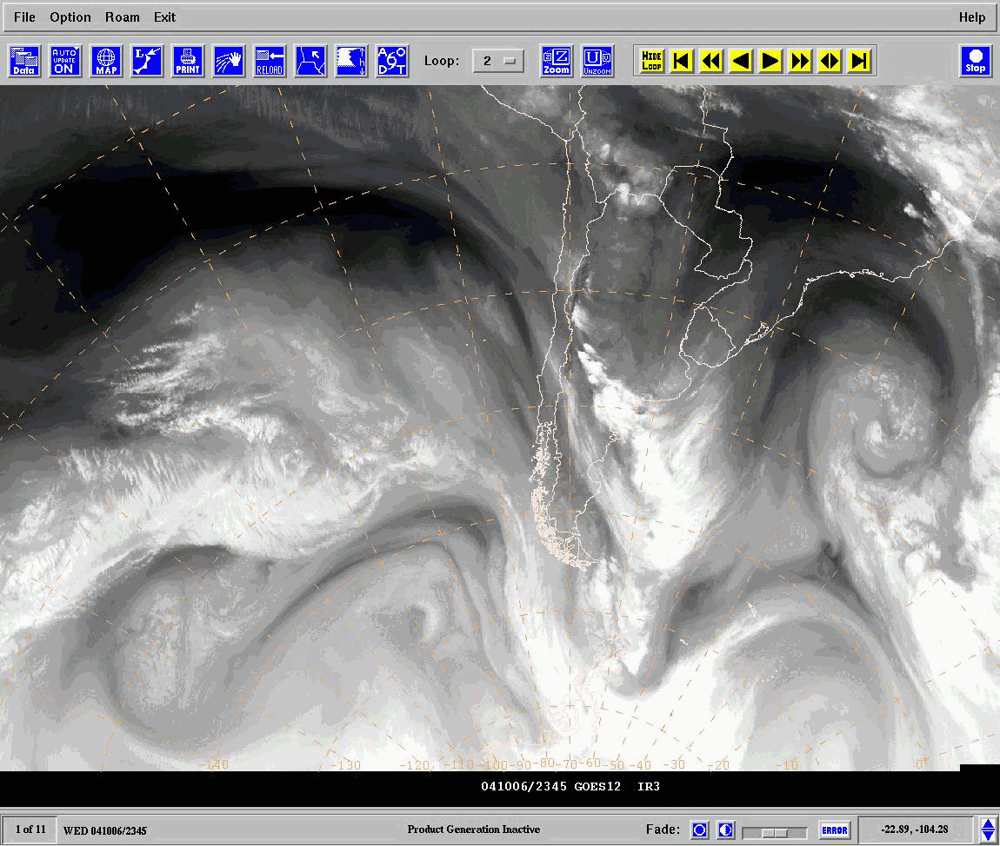 File Option Roam Exit Help
Data AUTO UPDATE ON MAP L PRINT RELOAD h A O D T Loop: 2 Z Zoom U UNZOOM HIDE LOOP Stop
-140 -130 -120 -110 -100 -90 -80 -70 -60 -50 -40 -30 -20 -10 0
041006/2345 GOES12 IR3
1 of 11 WED 041006/2345 Product Generation Inactive Fade: ERROR -22.89, -104.28